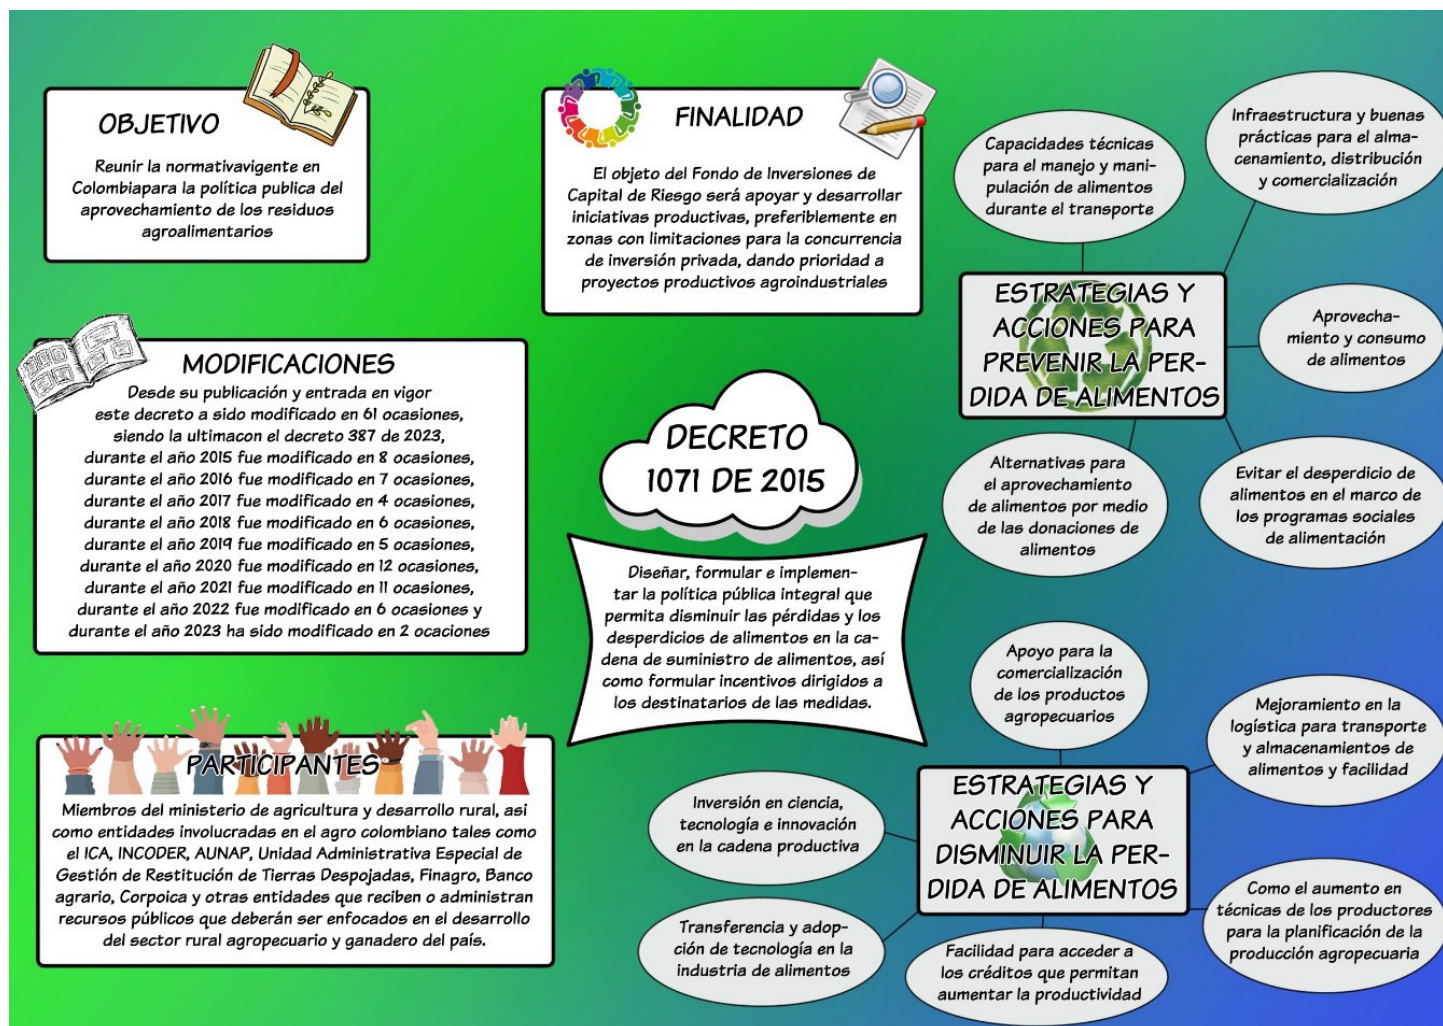 OBJETIVO
Reunir la normativavigente en
Colombiapara la política publica del
aprovechamiento de los residuos
agroalimentarios
FINALIDAD
El objeto del Fondo de Inversiones de
Capital de Riesgo será apoyar y desarrollar
iniciativas productivas, preferiblemente en
zonas con limitaciones para la concurrencia
de inversión privada, dando prioridad a
proyectos productivos agroindustriales
MODIFICACIONES
Desde su publicación y entrada en vigor
este decreto a sido modificado en 61 ocasiones,
siendo la ultimacon el decreto 387 de 2023,
durante el año 2015 fue modificado en 8 ocasiones,
durante el año 2016 fue modificado en 7 ocasiones,
durante el año 2017 fue modificado en 4 ocasiones,
durante el año 2018 fue modificado en 6 ocasiones,
durante el año 2019 fue modificado en 5 ocasiones,
durante el año 2020 fue modificado en 12 ocasiones,
durante el año 2021 fue modificado en 11 ocasiones,
durante el año 2022 fue modificado en 6 ocasiones y
durante el año 2023 ha sido modificado en 2 ocaciones
DECRETO
1071 DE 2015
Diseñar, formular e implemen-
tar la política pública integral que
permita disminuir las pérdidas y los
desperdicios de alimentos en la ca-
dena de suministro de alimentos, así
como formular incentivos dirigidos a
los destinatarios de las medidas.
PARTICIPANTES
Miembros del ministerio de agricultura y desarrollo rural, asi
como entidades involucradas en el agro colombiano tales como
el ICA, INCODER, AUNAP, Unidad Administrativa Especial de
Gestión de Restitución de Tierras Despojadas, Finagro, Banco
agrario, Corpoica y otras entidades que reciben o administran
recursos públicos que deberán ser enfocados en el desarrollo
del sector rural agropecuario y ganadero del país.
Capacidades técnicas
para el manejo y mani-
pulación de alimentos
durante el transporte
Infraestructura y buenas
prácticas para el alma-
cenamiento, distribución
y comercialización
ESTRATEGIAS Y
ACCIONES PARA
PREVENIR LA PER-
DIDA DE ALIMENTOS
Aprovecha-
miento y consumo
de alimentos
Alternativas para
el aprovechamiento
de alimentos por medio
de las donaciones de
alimentos
Evitar el desperdicio de
alimentos en el marco de
los programas sociales
de alimentación
Apoyo para la
comercialización
de los productos
agropecuarios
Mejoramiento en la
logística para transporte
y almacenamientos de
alimentos y facilidad
Inversión en ciencia,
tecnología e innovación
en la cadena productiva
ESTRATEGIAS Y
ACCIONES PARA
DISMINUIR LA PER-
DIDA DE ALIMENTOS
Transferencia y adop-
ción de tecnología en la
industria de alimentos
Facilidad para acceder a
los créditos que permitan
aumentar la productividad
Como el aumento en
técnicas de los productores
para la planificación de la
producción agropecuaria